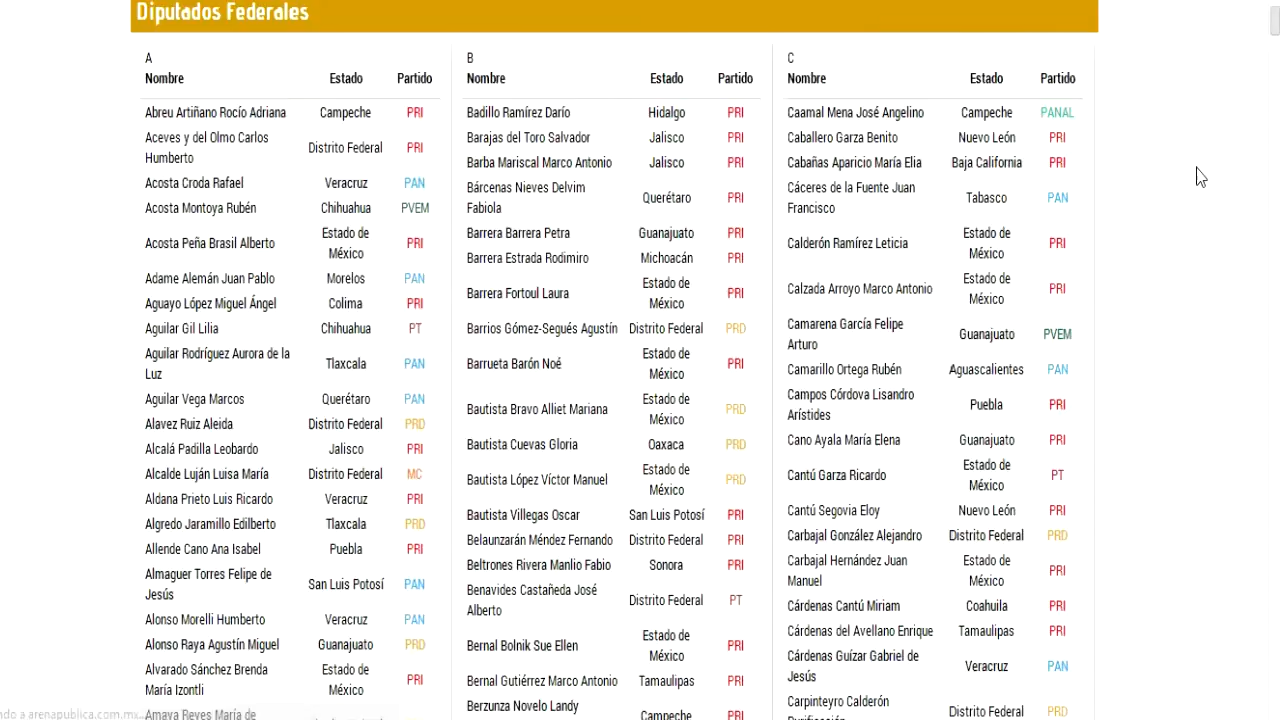 Diputados Federales
A
Nombre Estado Partido
Abreu Artiñano Rocío Adriana Campeche PRI
Aceves y del Olmo Carlos
Humberto Distrito Federal PRI
Acosta Croda Rafael Veracruz PAN
Acosta Montoya Rubén Chihuahua PVEM
Acosta Peña Brasil Alberto Estado de
México PRI
Adame Alemán Juan Pablo Morelos PAN
Aguayo López Miguel Ángel Colima PRI
Aguilar Gil Lilia Chihuahua PT
Aguilar Rodríguez Aurora de la
Luz Tlaxcala PAN
Aguilar Vega Marcos Querétaro PAN
Alavez Ruiz Aleida Distrito Federal PRD
Alcalá Padilla Leobardo Jalisco PRI
Alcalde Luján Luisa María Distrito Federal MC
Aldana Prieto Luis Ricardo Veracruz PRI
Algredo Jaramillo Edilberto Tlaxcala PRD
Allende Cano Ana Isabel Puebla PRI
Almaguer Torres Felipe de
Jesús San Luis Potosí PAN
Alonso Morelli Humberto Veracruz PAN
Alonso Raya Agustín Miguel Guanajuato PRD
Alvarado Sánchez Brenda
María Izontli Estado de
México PRI
Amaya Reyes María de
B
Nombre Estado Partido
Badillo Ramírez Darío Hidalgo PRI
Barajas del Toro Salvador Jalisco PRI
Barba Mariscal Marco Antonio Jalisco PRI
Bárcenas Nieves Delvim
Fabiola Querétaro PRI
Barrera Barrera Petra Guanajuato PRI
Barrera Estrada Rodimiro Michoacán PRI
Barrera Fortoul Laura Estado de
México PRI
Barrios Gómez-Segués Agustín Distrito Federal PRD
Barrueta Barón Noé Estado de
México PRI
Bautista Bravo Alliet Mariana Estado de
México PRD
Bautista Cuevas Gloria Oaxaca PRD
Bautista López Víctor Manuel Estado de
México PRD
Bautista Villegas Oscar San Luis Potosí PRI
Belaunzarán Méndez Fernando Distrito Federal PRI
Beltrones Rivera Manlio Fabio Sonora PRI
Benavides Castañeda José
Alberto Distrito Federal PT
Bernal Bolnik Sue Ellen Estado de
México PRI
Bernal Gutiérrez Marco Antonio Tamaulipas PRI
Berzunza Novelo Landy
Campeche PRI
C
Nombre Estado Partido
Caamal Mena José Angelino Campeche PANAL
Caballero Garza Benito Nuevo León PRI
Cabañas Aparicio María Elia Baja California PRI
Cáceres de la Fuente Juan
Francisco Tabasco PAN
Calderón Ramírez Leticia Estado de
México PRI
Calzada Arroyo Marco Antonio Estado de
México PRI
Camarena García Felipe
Arturo Guanajuato PVEM
Camarillo Ortega Rubén Aguascalientes PAN
Campos Córdova Lisandro
Arístides Puebla PRI
Cano Ayala María Elena Guanajuato PRI
Cantú Garza Ricardo Estado de
México PT
Cantú Segovia Eloy Nuevo León PRI
Carbajal González Alejandro Distrito Federal PRD
Carbajal Hernández Juan
Manuel Estado de
México PRI
Cárdenas Cantú Miriam Coahuila PRI
Cárdenas del Avellano Enrique Tamaulipas PRI
Cárdenas Guízar Gabriel de
Jesús Veracruz PAN
Carpinteyro Calderón
Distrito Federal PRD
ndo a arenapublica.com.mx...